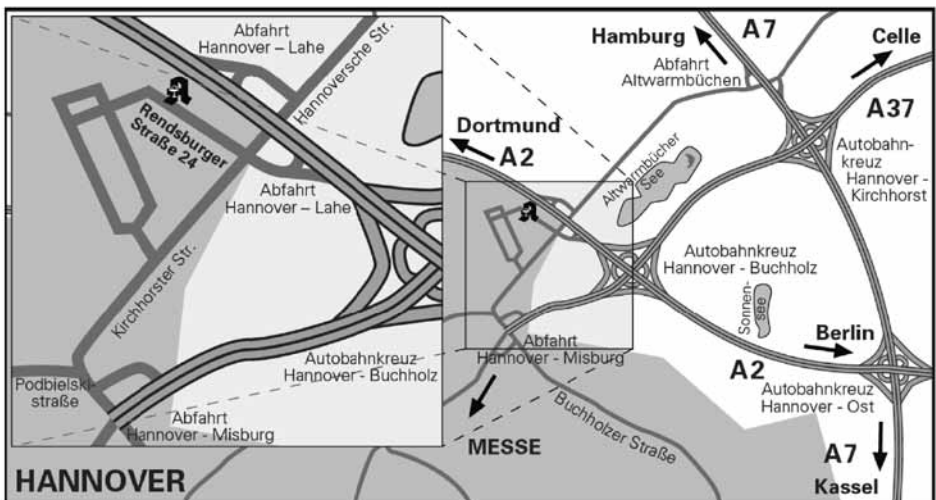 Abfahrt
Hannover – Lahe
Hannoversche Str.
Rendsburger
Straße 24
Abfahrt
Hannover – Lahe
Kirchhorster Str.
Autobahnkreuz
Hannover - Buchholz
Podbielski-
straße
Abfahrt
Hannover - Misburg
HANNOVER
A7
Hamburg
Celle
Abfahrt
Altwarmbüchen
A37
Dortmund
A2
Autobahn-
kreuz
Hannover -
Kirchhorst
Altwarmbücher
See
Autobahnkreuz
Hannover - Buchholz
Sonnen-
see
Berlin
A2
Abfahrt
Hannover - Misburg
Autobahnkreuz
Hannover - Ost
Buchholzer Straße
MESSE
A7
Kassel